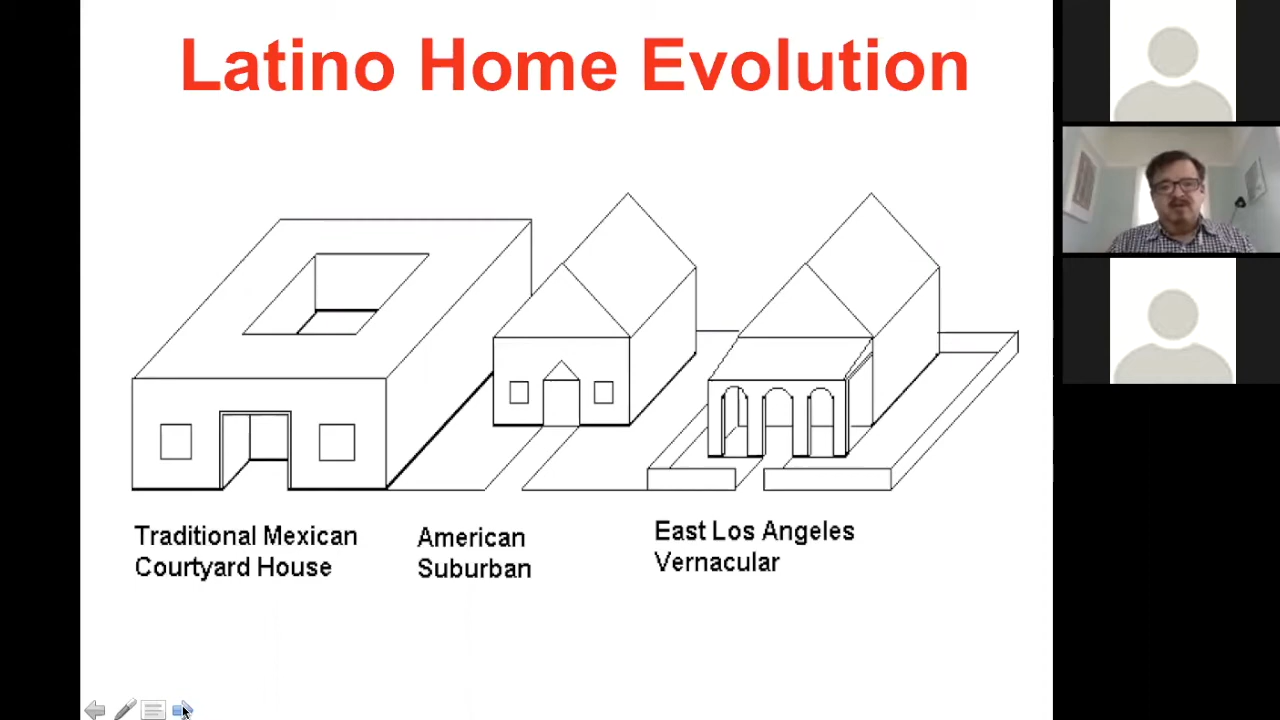 Latino Home Evolution
Traditional Mexican
Courtyard House
American
Suburban
East Los Angeles
Vernacular